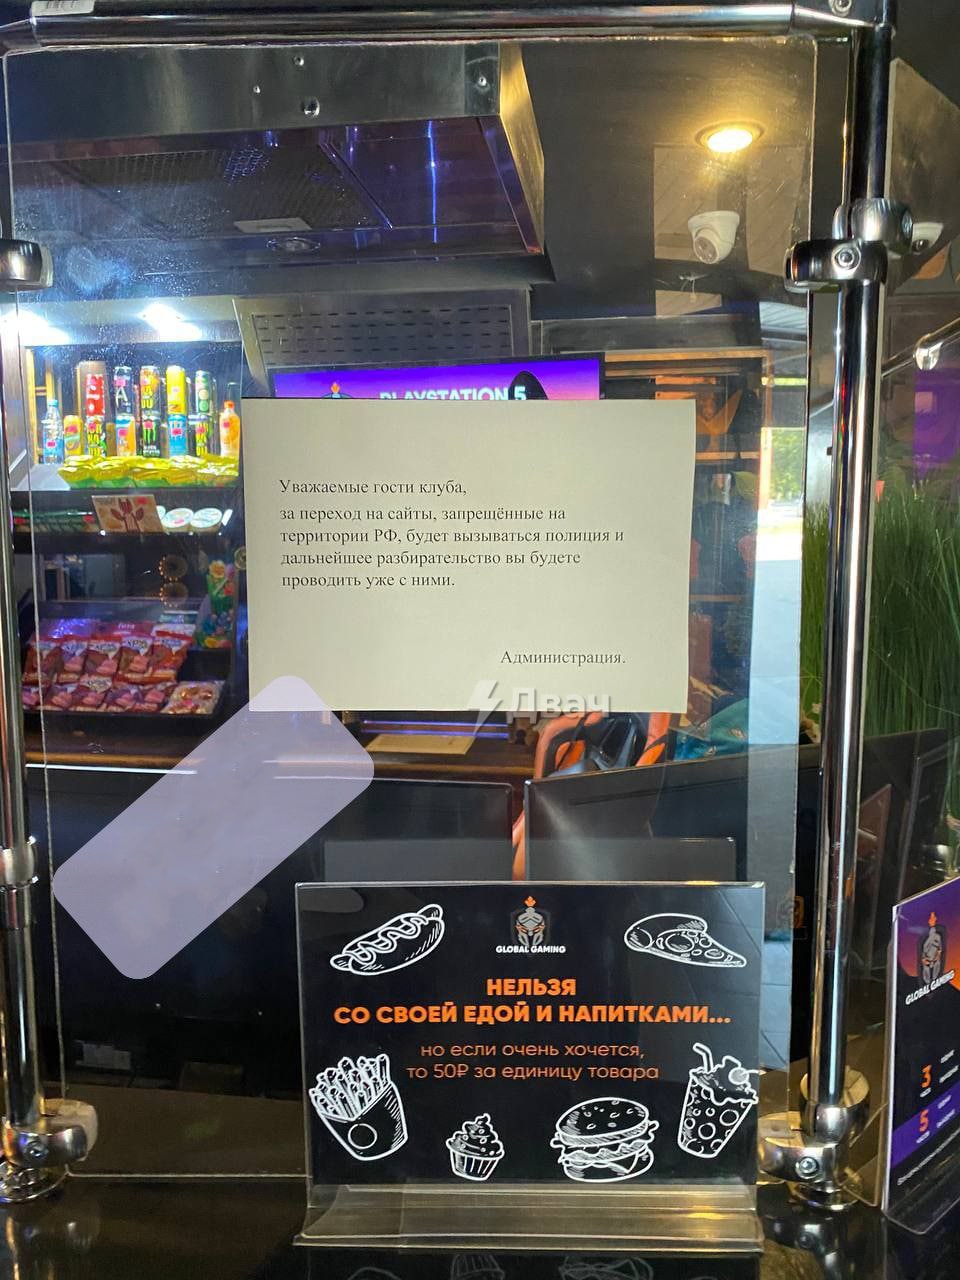 PLAYSTATION 5
Уважаемые гости клуба,
за переход на сайты, запрещённые на
территории РФ, будет вызываться полиция и
дальнейшее разбирательство вы будете
проводить уже с ними.
Администрация.
Двач
GLOBAL GAMING
НЕЛЬЗЯ
СО СВОЕЙ ЕДОЙ И НАПИТКАМИ...
но если очень хочется,
то 50₽ за единицу товара
GLOBAL GAMING
3
5